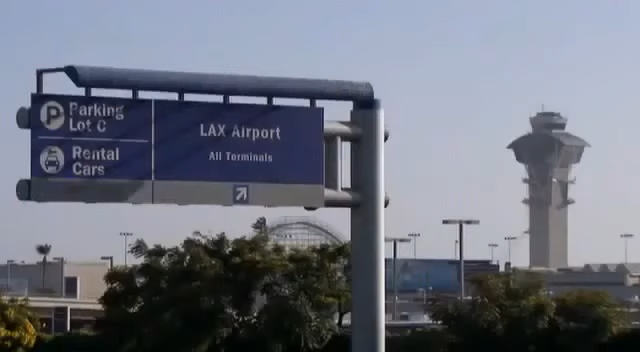 P Parking
Lot C
Rental
Cars
LAX Airport
All Terminals